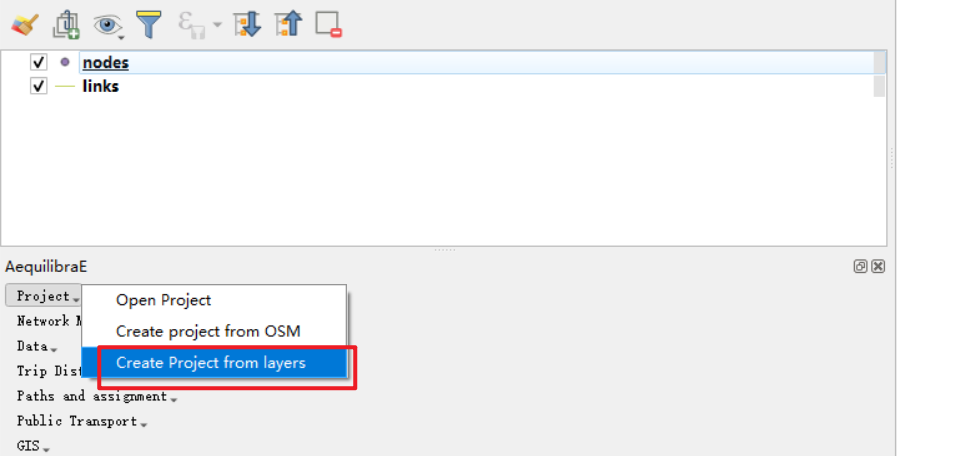 nodes
links
AequilibraE
Project
Open Project
Network
Create project from OSM
Data
Create Project from layers
Trip
Paths and assignment
Public Transport
GIS